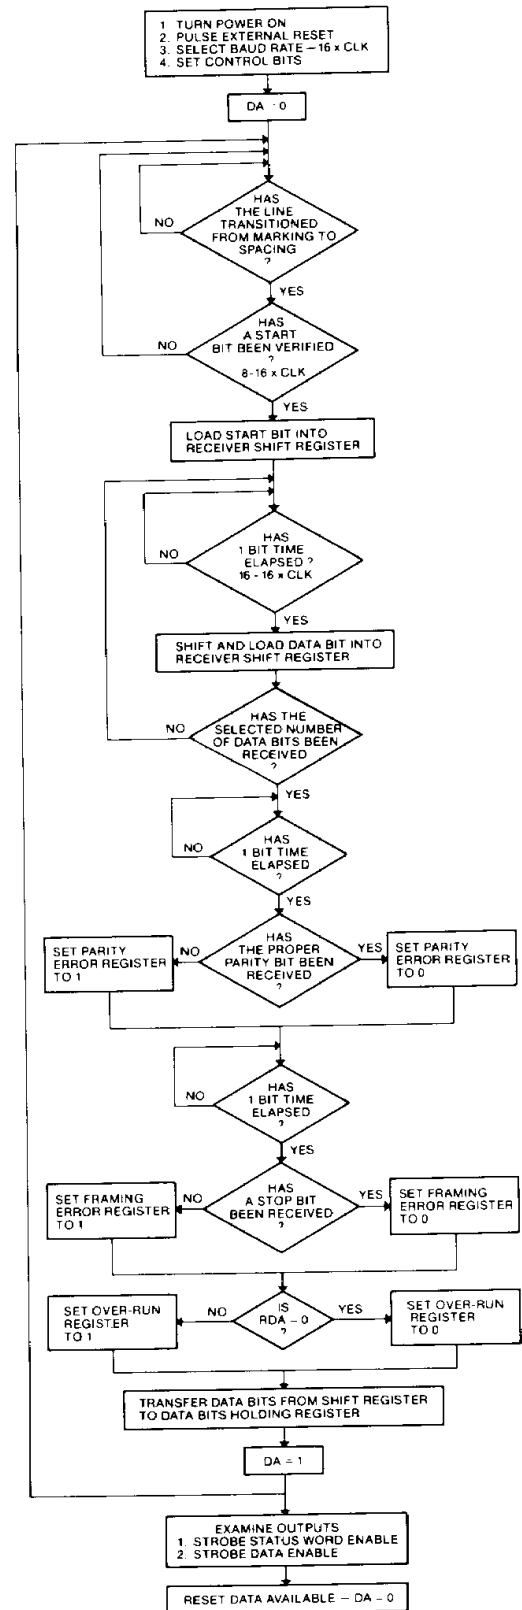 1. TURN POWER ON
2. PULSE EXTERNAL RESET
3. SELECT BAUD RATE – 16 x CLK
4. SET CONTROL BITS
DA = 0
HAS
THE LINE
TRANSITIONED
FROM MARKING TO
SPACING
?
NO
YES
HAS
A START
BIT BEEN VERIFIED
?
8-16 x CLK
NO
YES
LOAD START BIT INTO
RECEIVER SHIFT REGISTER
HAS
1 BIT TIME
ELAPSED ?
16 - 16 x CLK
NO
YES
SHIFT AND LOAD DATA BIT INTO
RECEIVER SHIFT REGISTER
HAS THE
SELECTED NUMBER
OF DATA BITS BEEN
RECEIVED
?
NO
YES
HAS
1 BIT TIME
ELAPSED
?
NO
YES
HAS
THE PROPER
PARITY BIT BEEN
RECEIVED
?
NO
YES
SET PARITY
ERROR REGISTER
TO 1
SET PARITY
ERROR REGISTER
TO 0
HAS
1 BIT TIME
ELAPSED
?
NO
YES
HAS
A STOP BIT
BEEN RECEIVED
?
NO
YES
SET FRAMING
ERROR REGISTER
TO 1
SET FRAMING
ERROR REGISTER
TO 0
IS
RDA – 0
?
NO
YES
SET OVER-RUN
REGISTER
TO 1
SET OVER-RUN
REGISTER
TO 0
TRANSFER DATA BITS FROM SHIFT REGISTER
TO DATA BITS HOLDING REGISTER
DA = 1
EXAMINE OUTPUTS
1. STROBE STATUS WORD ENABLE
2. STROBE DATA ENABLE
RESET DATA AVAILABLE – DA – 0